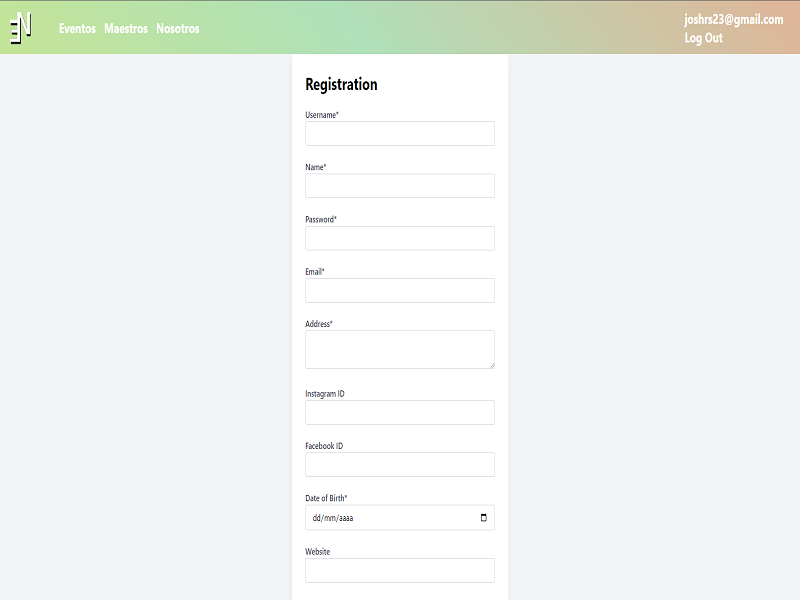 EN
Eventos Maestros Nosotros
joshrs23@gmail.com
Log Out
Registration
Username*
Name*
Password*
Email*
Address*
Instagram ID
Facebook ID
Date of Birth*
dd/mm/aaaa
Website